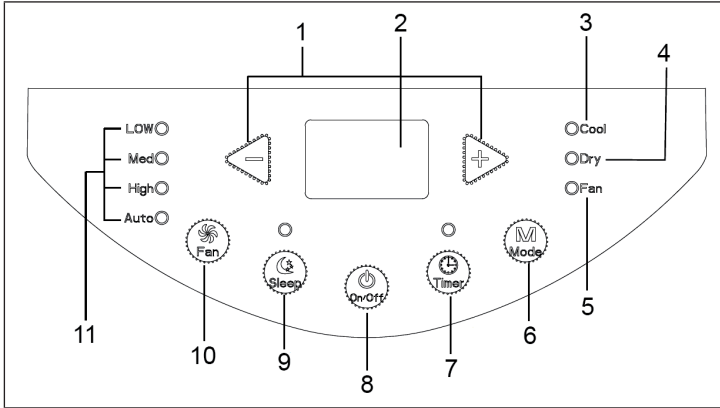 1
2
3
4
LOW
Med
High
Auto
−
+
Cool
Dry
Fan
Fan
Sleep
On/Off
Timer
M
Mode
5
6
7
8
9
10
11